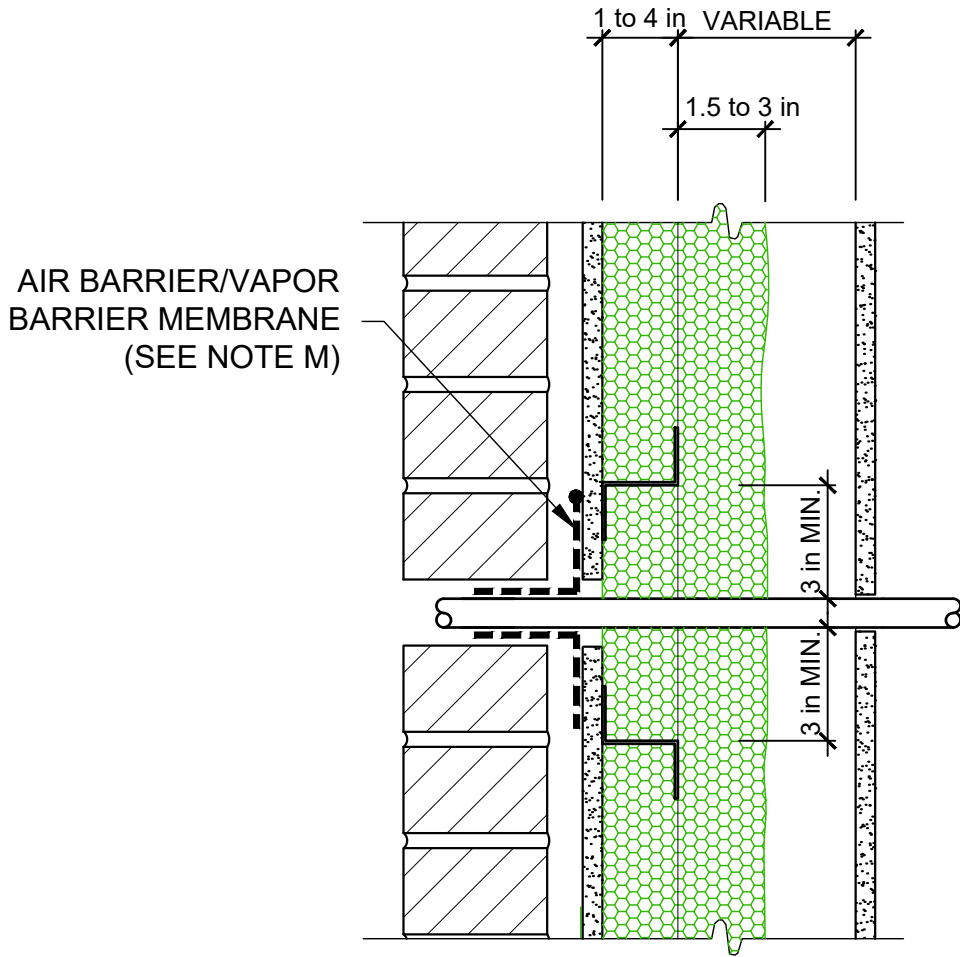 1 to 4 in VARIABLE
1.5 to 3 in
AIR BARRIER/VAPOR
BARRIER MEMBRANE
(SEE NOTE M)
3 in MIN.
3 in MIN.